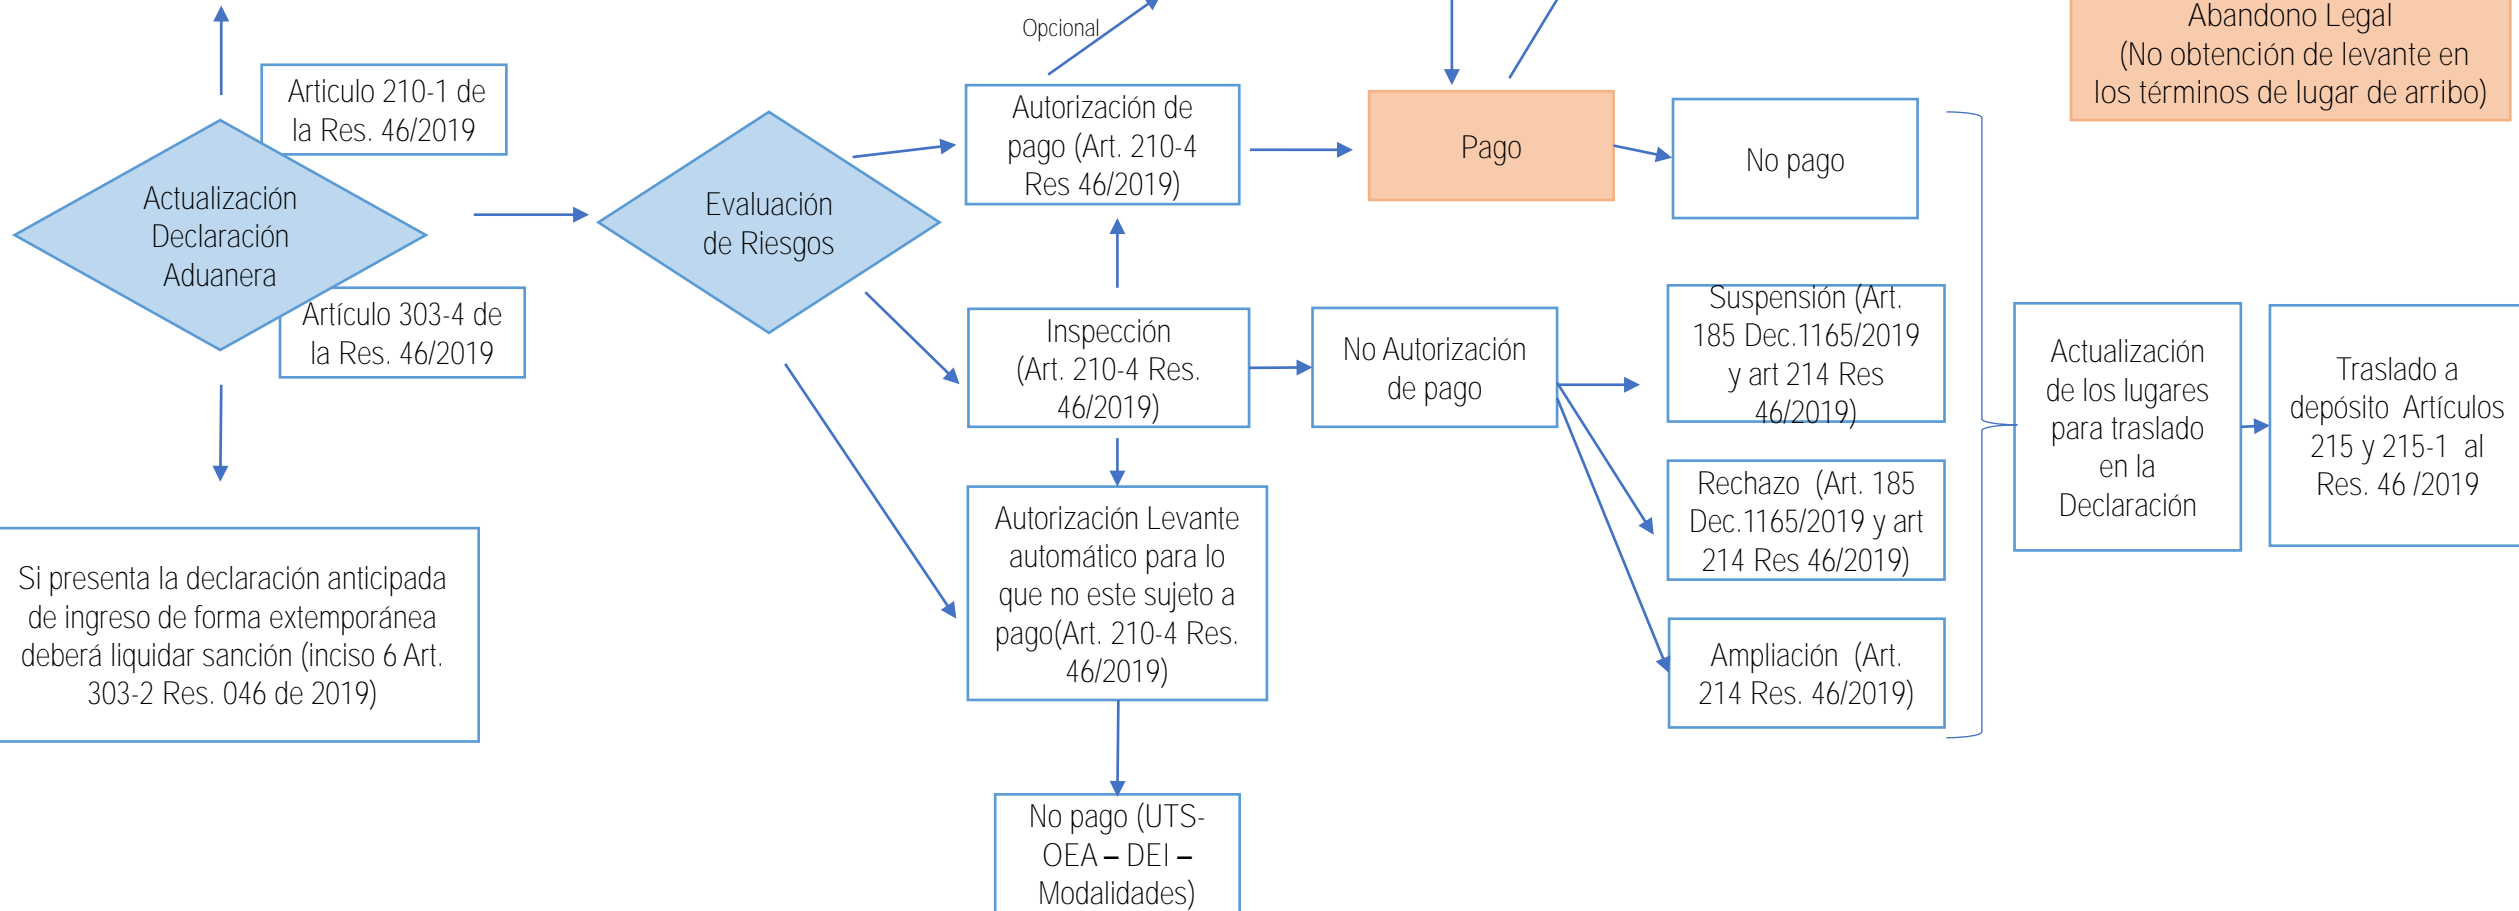 Opcional
Abandono Legal
(No obtención de levante en
los términos de lugar de arribo)
Articulo 210-1 de
la Res. 46/2019
Actualización
Declaración
Aduanera
Artículo 303-4 de
la Res. 46/2019
Si presenta la declaración anticipada
de ingreso de forma extemporánea
deberá liquidar sanción (inciso 6 Art.
303-2 Res. 046 de 2019)
Evaluación
de Riesgos
Autorización de
pago (Art. 210-4
Res 46/2019)
Pago
No pago
Inspección
(Art. 210-4 Res.
46/2019)
No Autorización
de pago
Suspensión (Art.
185 Dec.1165/2019
y art 214 Res
46/2019)
Rechazo (Art. 185
Dec.1165/2019 y art
214 Res 46/2019)
Ampliación (Art.
214 Res. 46/2019)
Actualización
de los lugares
para traslado
en la
Declaración
Traslado a
depósito Artículos
215 y 215-1 al
Res. 46 /2019
Autorización Levante
automático para lo
que no este sujeto a
pago(Art. 210-4 Res.
46/2019)
No pago (UTS-
OEA – DEI –
Modalidades)